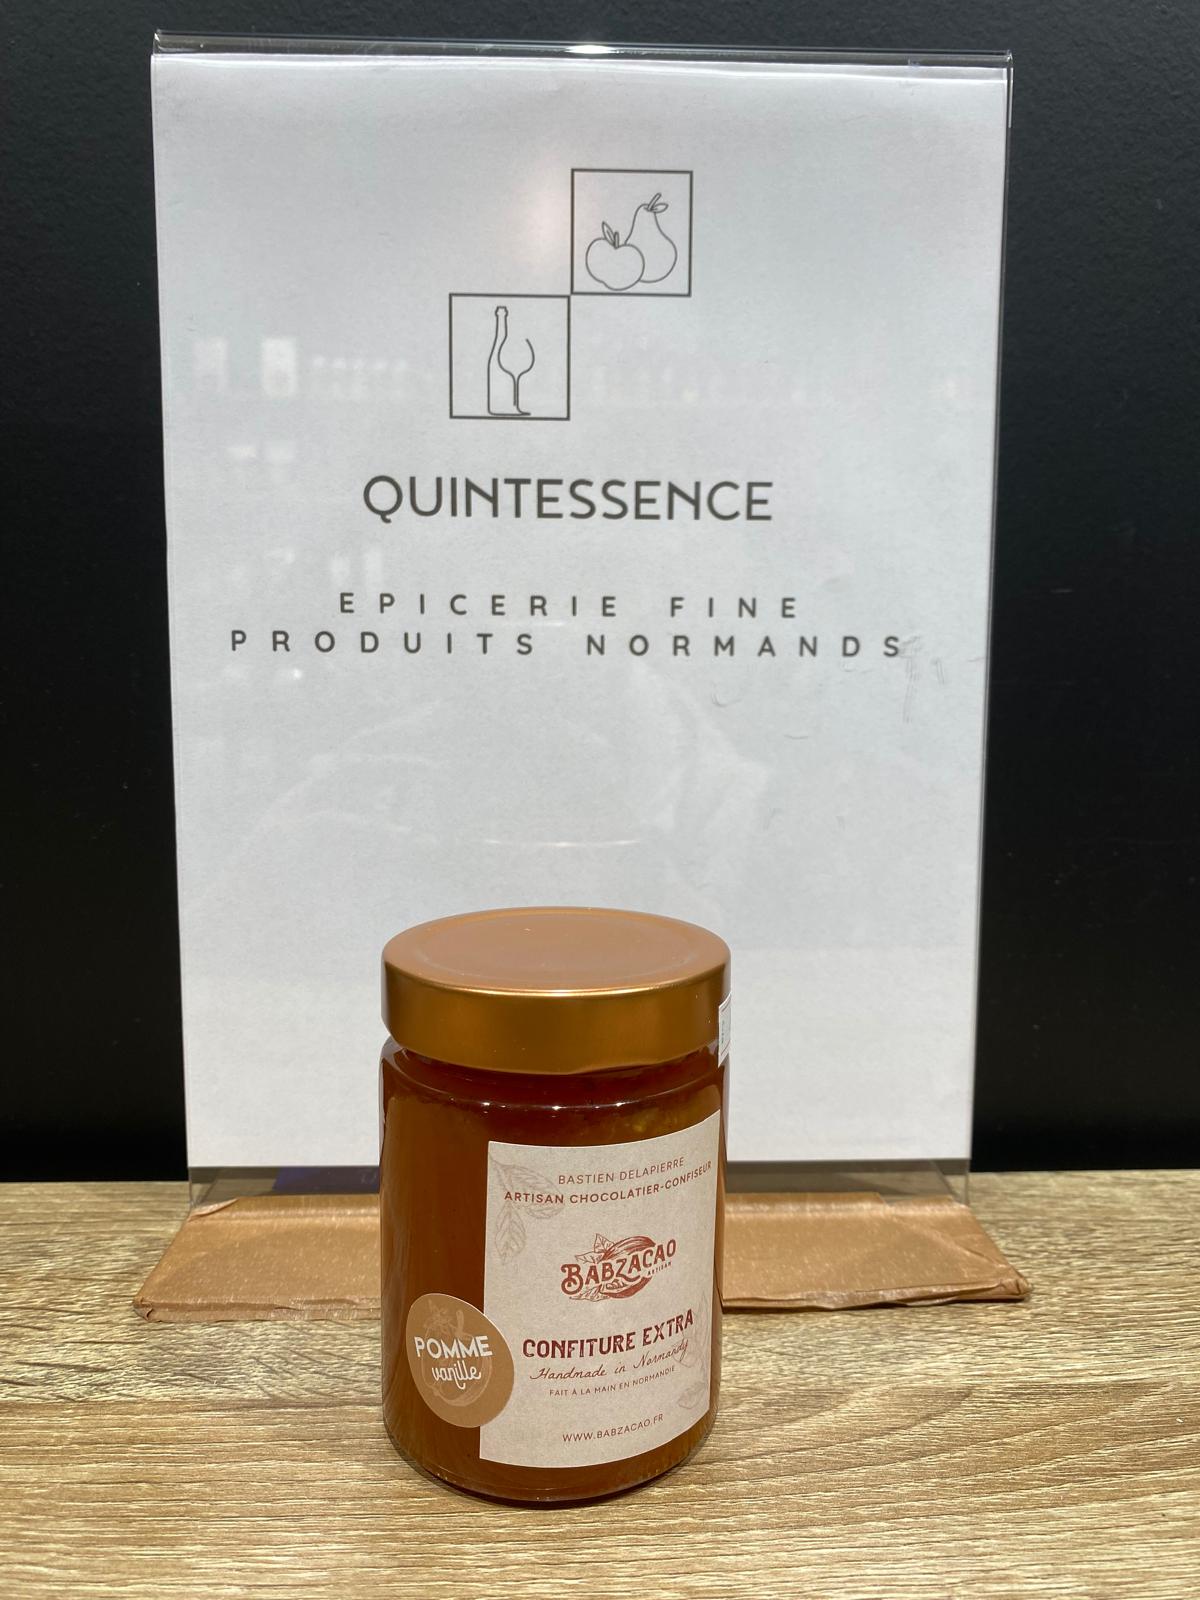 QUINTESSENCE
EPICERIE FINE
PRODUITS NORMANDS
BASTIEN DELAPIERRE
ARTISAN CHOCOLATIER-CONFISEUR
BABZACAO
ARTISAN
CONFITURE EXTRA
Handmade in Normandy
FAIT À LA MAIN EN NORMANDIE
WWW.BABZACAO.FR
POMME
vanille